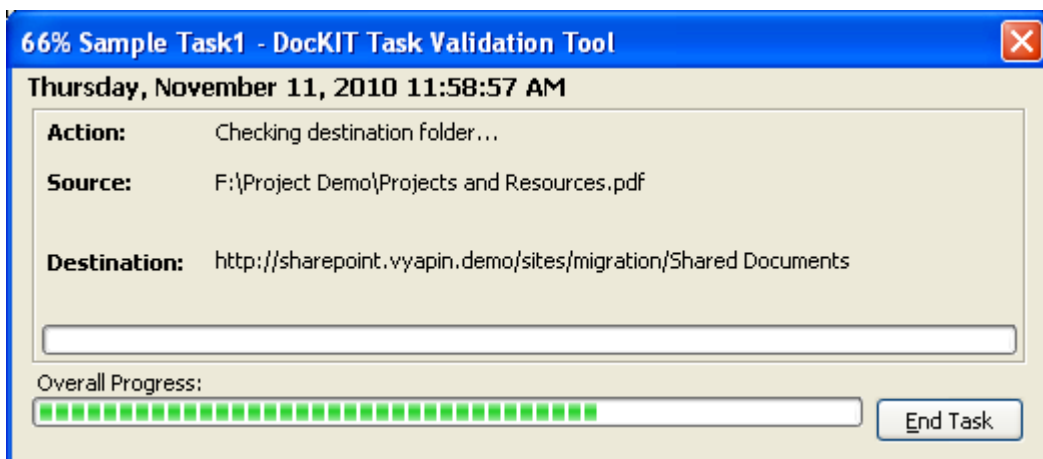 66% Sample Task1 - DocKIT Task Validation Tool
Thursday, November 11, 2010 11:58:57 AM
Action: Checking destination folder...
Source: F:\Project Demo\Projects and Resources.pdf
Destination: http://sharepoint.vyapin.demo/sites/migration/Shared Documents
Overall Progress:
End Task